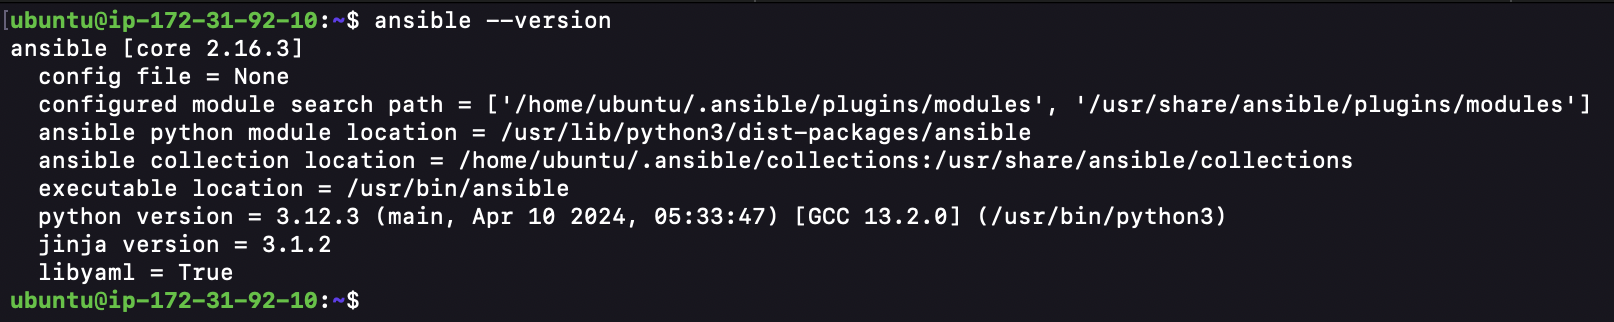 [ubuntu@ip-172-31-92-10:~$ ansible --version
ansible [core 2.16.3]
  config file = None
  configured module search path = ['/home/ubuntu/.ansible/plugins/modules', '/usr/share/ansible/plugins/modules']
  ansible python module location = /usr/lib/python3/dist-packages/ansible
  ansible collection location = /home/ubuntu/.ansible/collections:/usr/share/ansible/collections
  executable location = /usr/bin/ansible
  python version = 3.12.3 (main, Apr 10 2024, 05:33:47) [GCC 13.2.0] (/usr/bin/python3)
  jinja version = 3.1.2
  libyaml = True
ubuntu@ip-172-31-92-10:~$